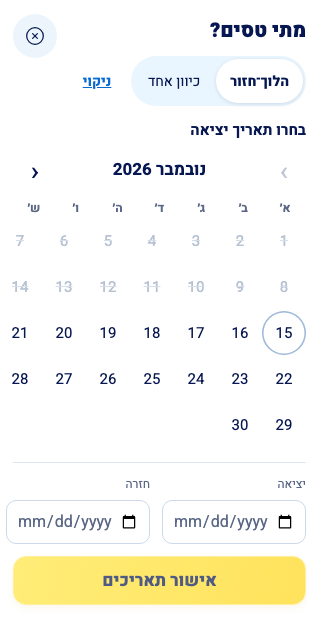 מתי טסים?
הלוך־חזור כיוון אחד ניקוי
בחרו תאריך יציאה
נובמבר 2026
א׳ ב׳ ג׳ ד׳ ה׳ ו׳ ש׳
1 2 3 4 5 6 7
8 9 10 11 12 13 14
15 16 17 18 19 20 21
22 23 24 25 26 27 28
29 30
יציאה חזרה
mm/dd/yyyy mm/dd/yyyy
אישור תאריכים